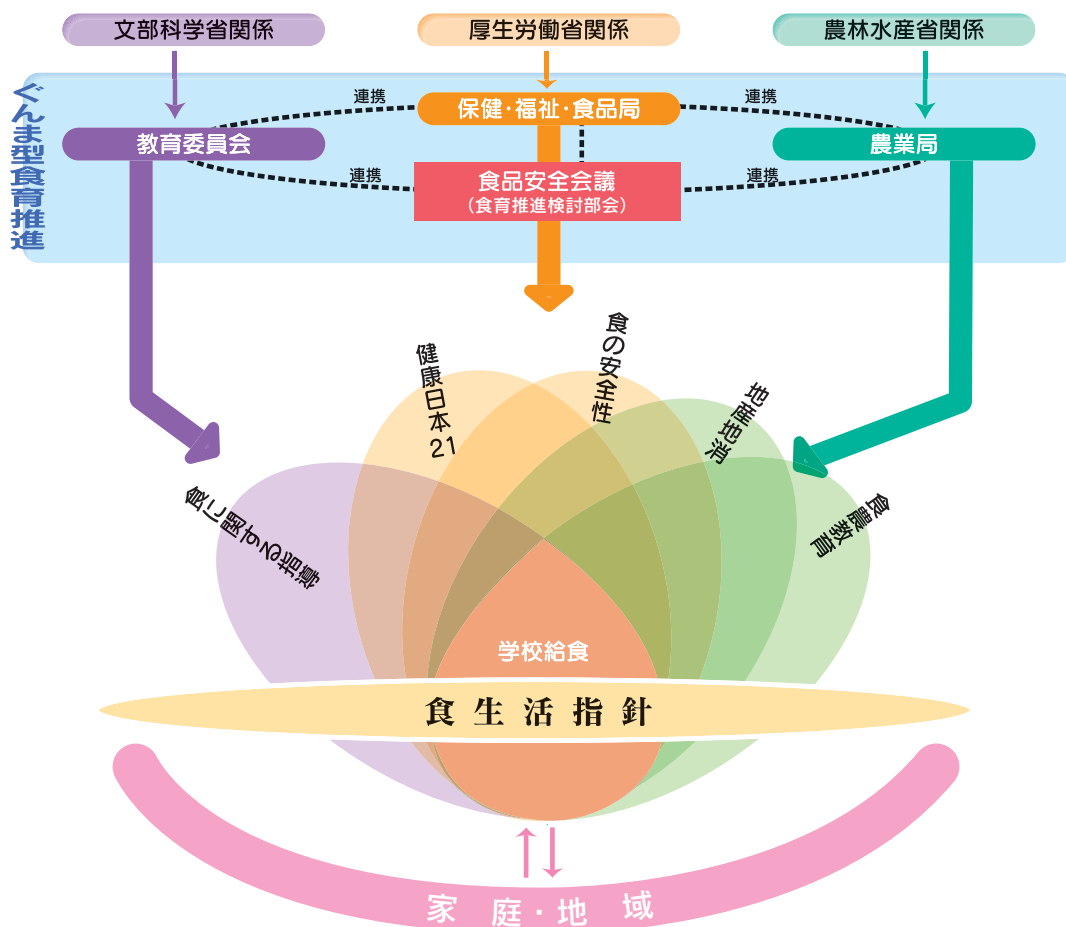 文部科学省関係
厚生労働省関係
農林水産省関係
ぐんま型食育推進
連携
保健・福祉・食品局
連携
教育委員会
農業局
連携
食品安全会議
(食育推進検討部会)
連携
食に関する指導
健康日本21
食の安全性
地産地消
食農教育
学校給食
食生活指針
家庭・地域